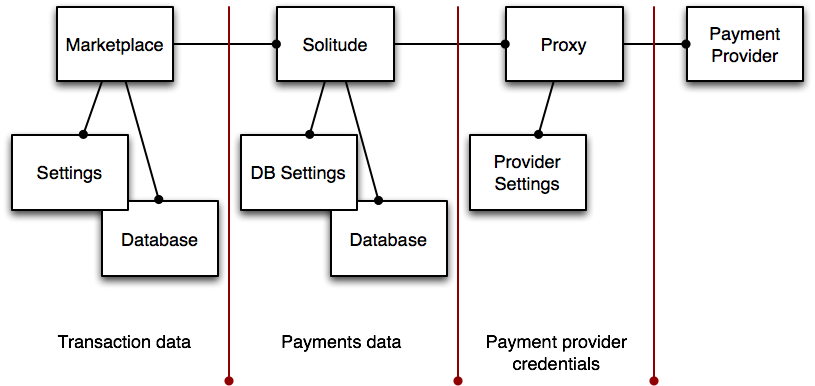 Marketplace
Solitude
Proxy
Payment
Provider
Settings
DB Settings
Provider
Settings
Database
Database
Transaction data
Payments data
Payment provider
credentials